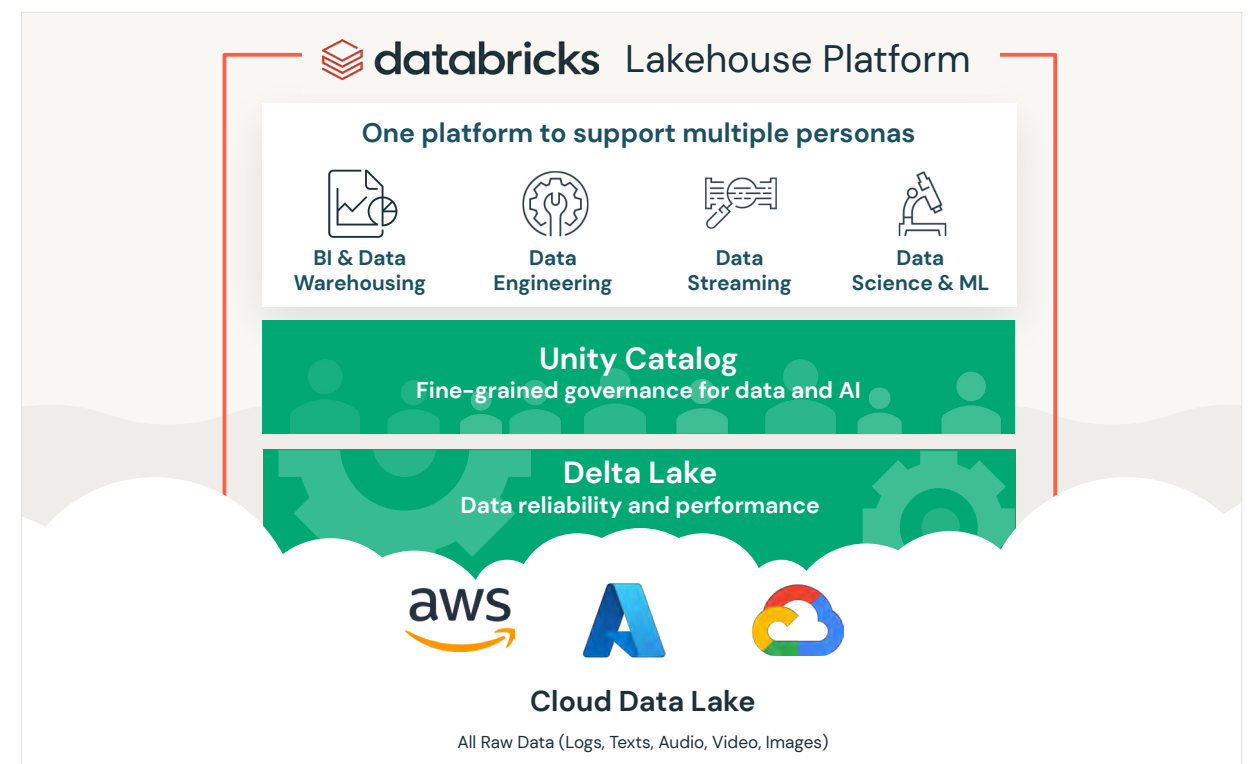 databricks Lakehouse Platform
One platform to support multiple personas
BI & Data
Warehousing
Data
Engineering
Data
Streaming
Data
Science & ML
Unity Catalog
Fine-grained governance for data and AI
Delta Lake
Data reliability and performance
aws
Cloud Data Lake
All Raw Data (Logs, Texts, Audio, Video, Images)